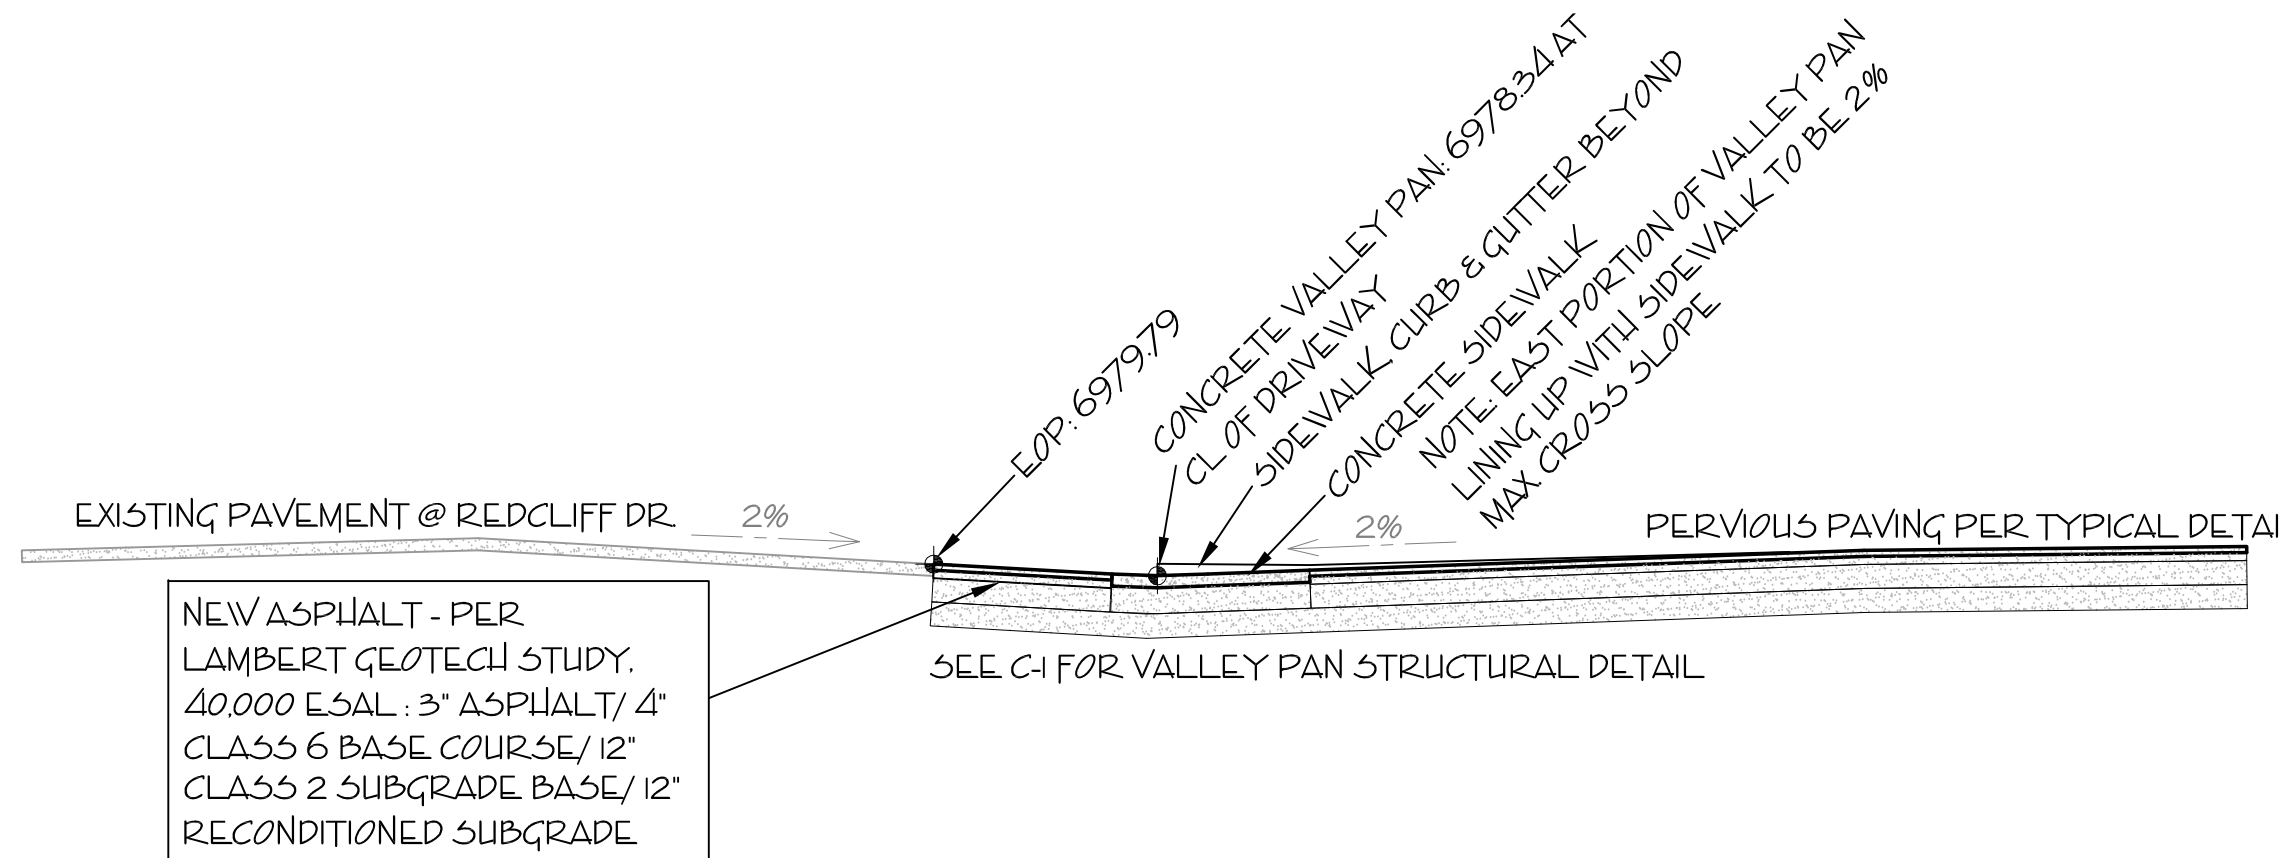 EOP: 6979.79
CONCRETE VALLEY PAN: 6978.34 AT
CL OF DRIVEWAY
SIDEWALK, CURB & GUTTER BEYOND
CONCRETE SIDEWALK
NOTE: EAST PORTION OF VALLEY PAN
LINING UP WITH SIDEWALK TO BE 2%
MAX. CROSS SLOPE
EXISTING PAVEMENT @ REDCLIFF DR.
2%
2%
PERVIOUS PAVING PER TYPICAL DETAI
NEW ASPHALT - PER
LAMBERT GEOTECH STUDY,
40,000 ESAL : 3" ASPHALT/ 4"
CLASS 6 BASE COURSE/ 12"
CLASS 2 SUBGRADE BASE/ 12"
RECONDITIONED SUBGRADE
SEE C-1 FOR VALLEY PAN STRUCTURAL DETAIL